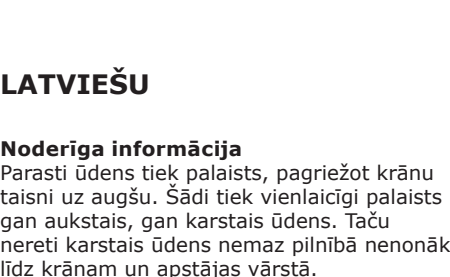 LATVIEŠU
Noderīga informācija
Parasti ūdens tiek palaists, pagriežot krānu
taisni uz augšu. Šādi tiek vienlaicīgi palaists
gan aukstais, gan karstais ūdens. Taču
nereti karstais ūdens nemaz pilnībā nenonāk
līdz krānam un apstājas vārstā.